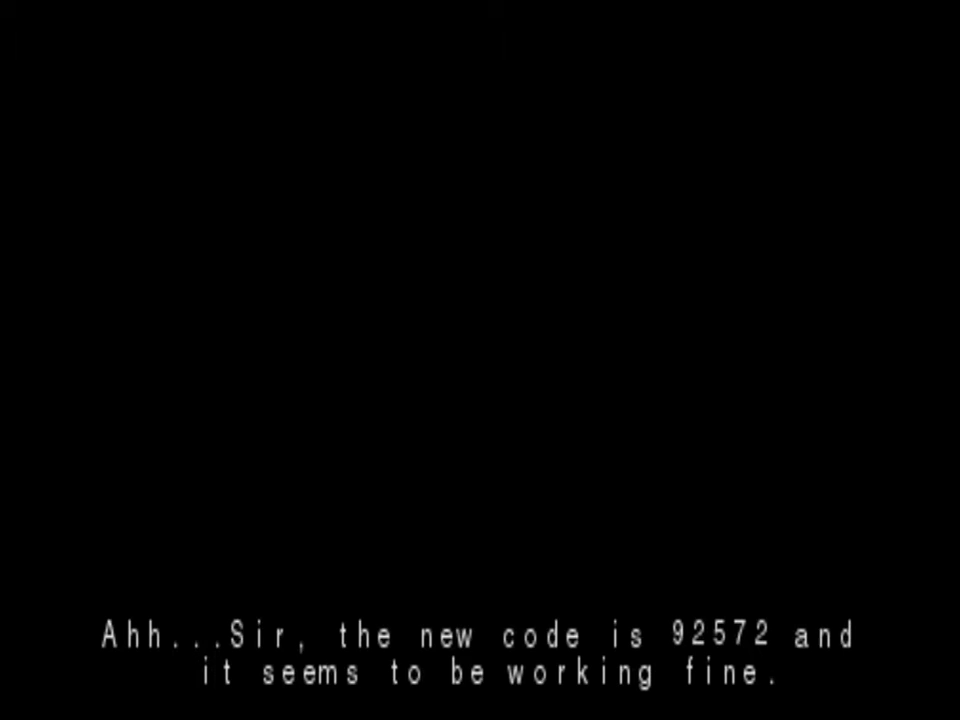 Ahh...Sir, the new code is 92572 and
it seems to be working fine.